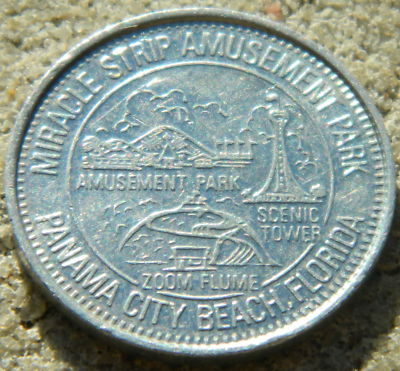 MIRACLE STRIP AMUSEMENT PARK
AMUSEMENT PARK
SCENIC
TOWER
ZOOM FLUME
PANAMA CITY BEACH, FLORIDA